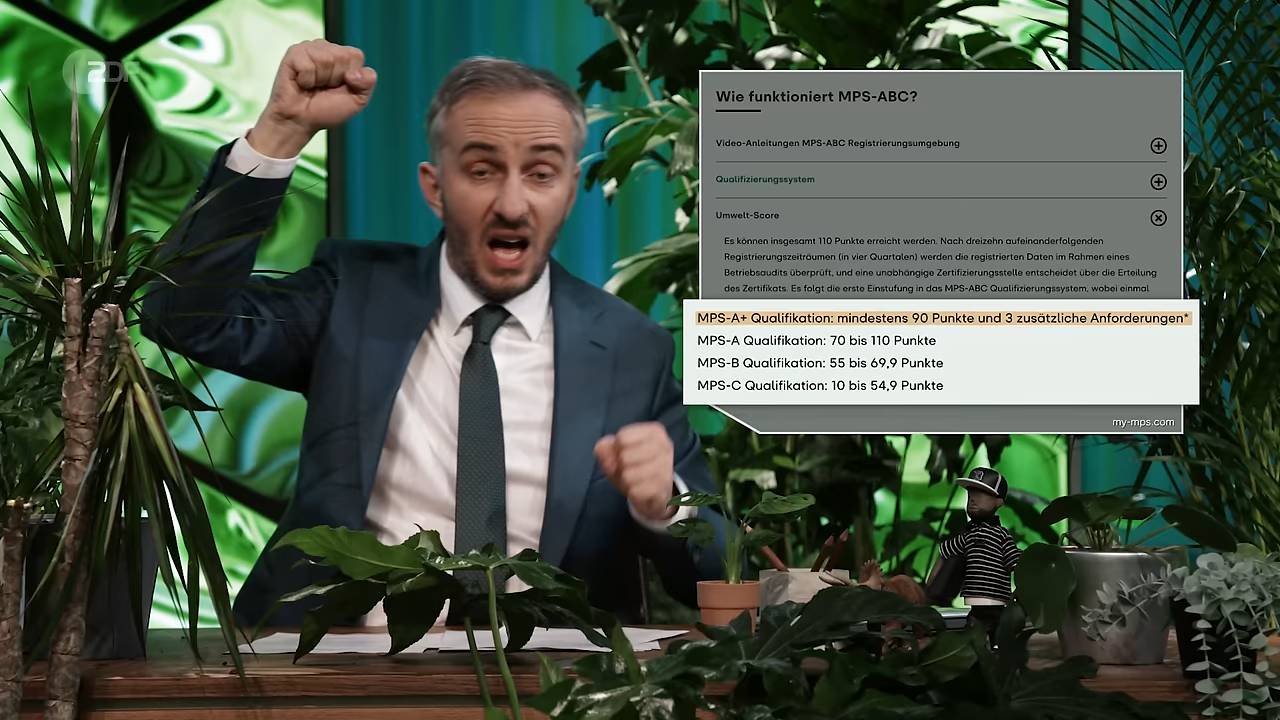 ZDF
Wie funktioniert MPS-ABC?
Video-Anleitungen MPS-ABC Registrierungsumgebung
Qualifizierungssystem
Umwelt-Score
Es können insgesamt 110 Punkte erreicht werden. Nach dreizehn aufeinanderfolgenden
Registrierungszeiträumen (in vier Quartalen) werden die registrierten Daten im Rahmen eines
Betriebsaudits überprüft, und eine unabhängige Zertifizierungsstelle entscheidet über die Erteilung
des Zertifikats. Es folgt die erste Einstufung in das MPS-ABC Qualifizierungssystem, wobei einmal
MPS-A+ Qualifikation: mindestens 90 Punkte und 3 zusätzliche Anforderungen*
MPS-A Qualifikation: 70 bis 110 Punkte
MPS-B Qualifikation: 55 bis 69,9 Punkte
MPS-C Qualifikation: 10 bis 54,9 Punkte
my-mps.com